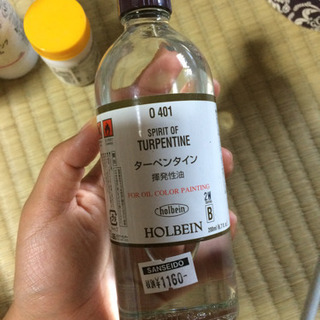 O 401
SPIRIT OF
TURPENTINE
ターペンタイン
揮発性油
FOR OIL COLOR PAINTING
holbein
B
HOLBEIN
SANSEIDO
¥1160-